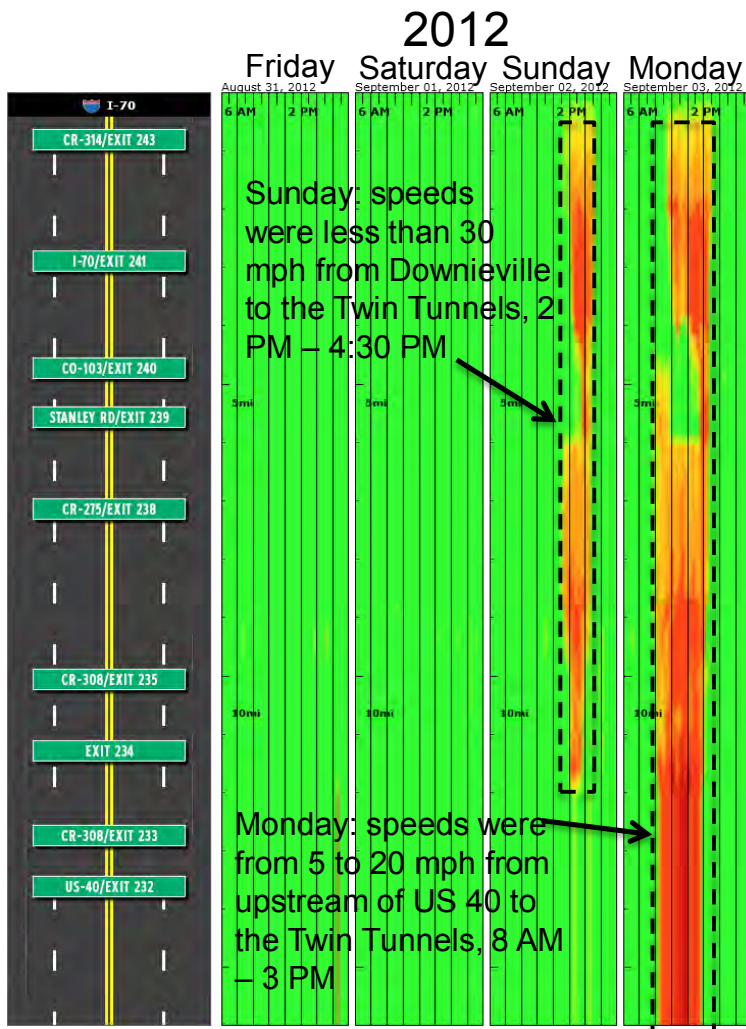 2012
Friday Saturday Sunday Monday
August 31, 2012 September 01, 2012 September 02, 2012 September 03, 2012
I-70
6 AM 2 PM 6 AM 2 PM 6 AM 2 PM 6 AM 2 PM
CR-314/EXIT 243
I-70/EXIT 241
CO-103/EXIT 240
STANLEY RD/EXIT 239
CR-275/EXIT 238
CR-308/EXIT 235
EXIT 234
CR-308/EXIT 233
US-40/EXIT 232
Sunday: speeds
were less than 30
mph from Downieville
to the Twin Tunnels, 2
PM – 4:30 PM
5mi 5mi 5mi 5mi
10mi 10mi 10mi 10mi
Monday: speeds were
from 5 to 20 mph from
upstream of US 40 to
the Twin Tunnels, 8 AM
– 3 PM